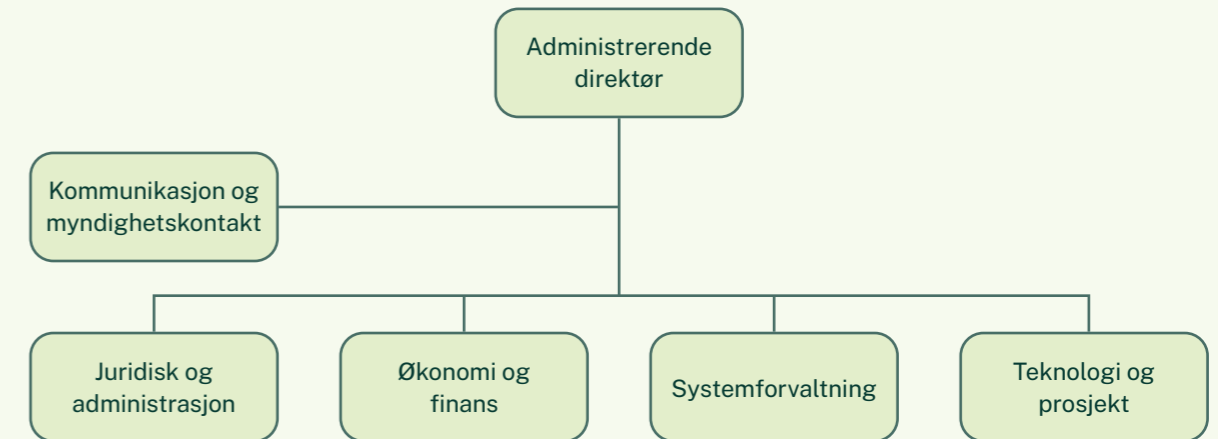 Administrerende
direktør
Kommunikasjon og
myndighetskontakt
Juridisk og
administrasjon
Økonomi og
finans
Systemforvaltning
Teknologi og
prosjekt